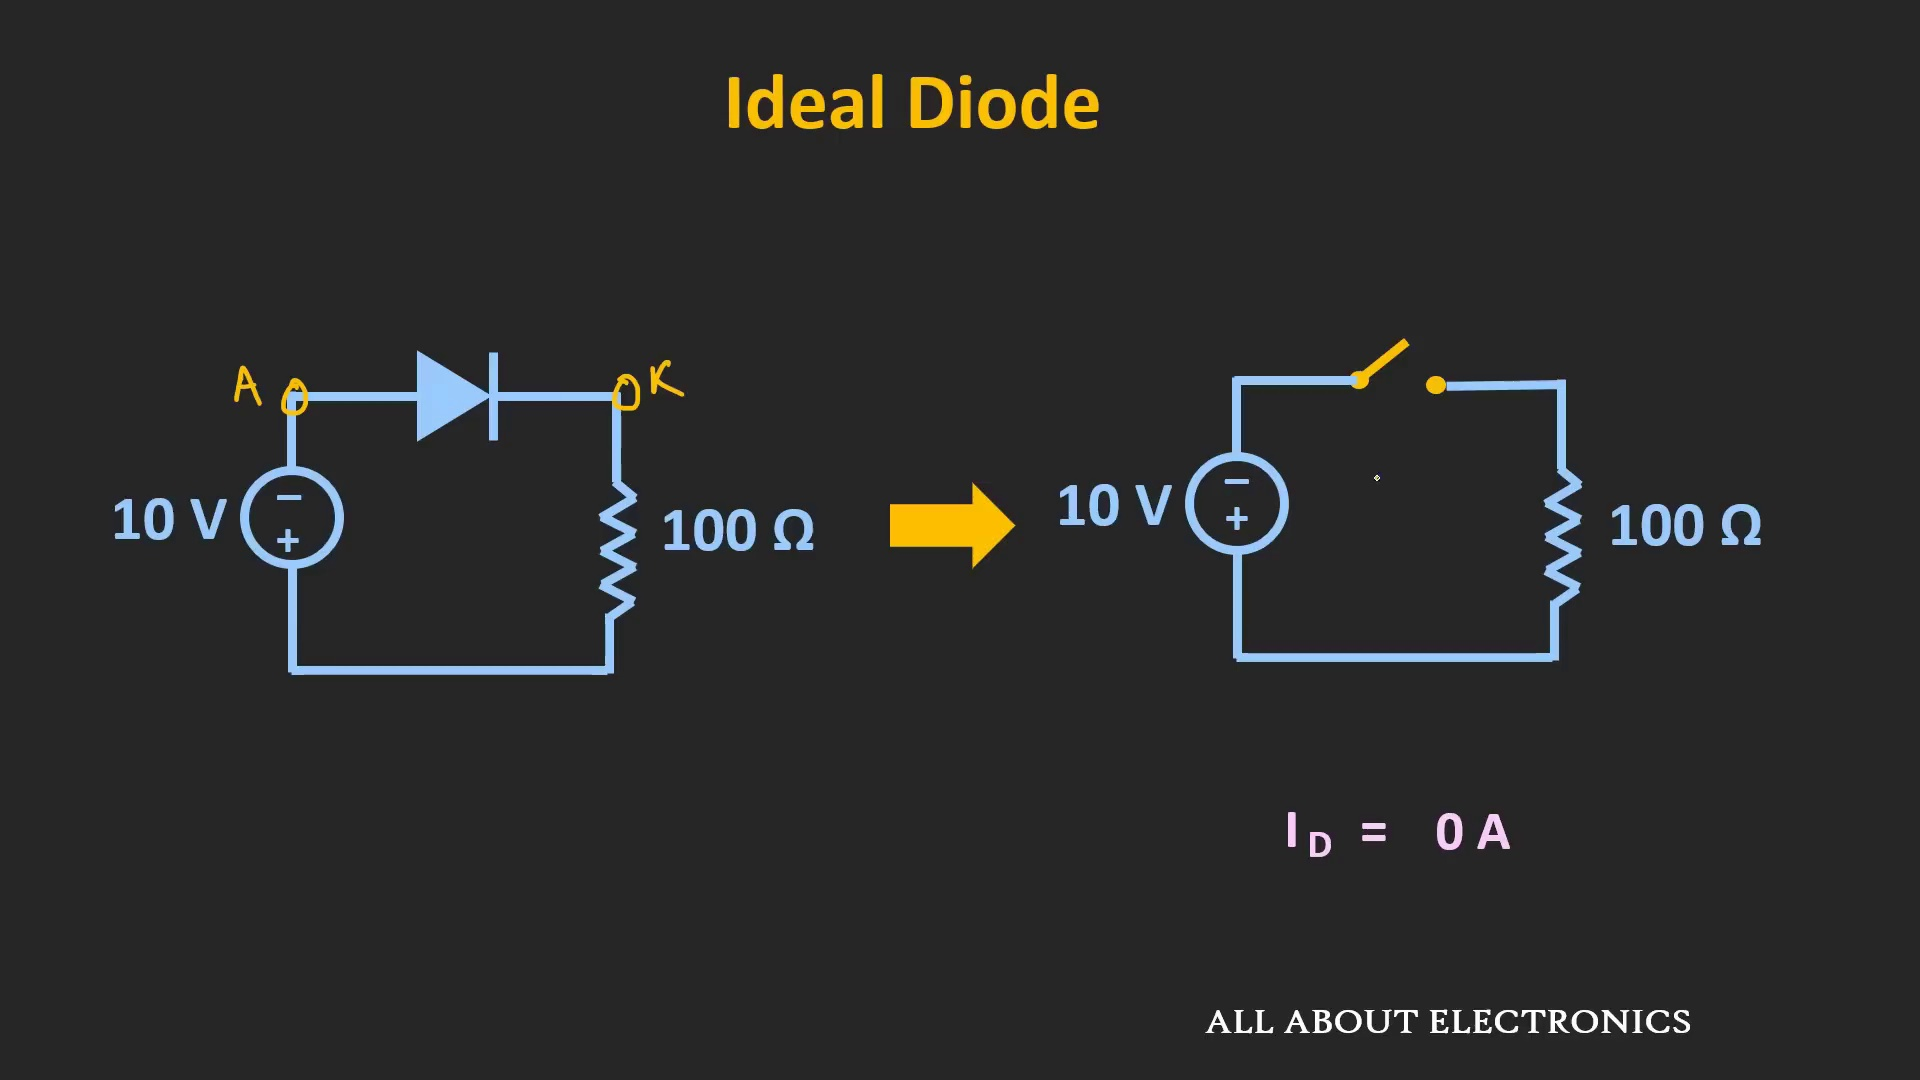 Ideal Diode
A
K
10 V
−
+
100 Ω
10 V
−
+
100 Ω
I D = 0 A
ALL ABOUT ELECTRONICS